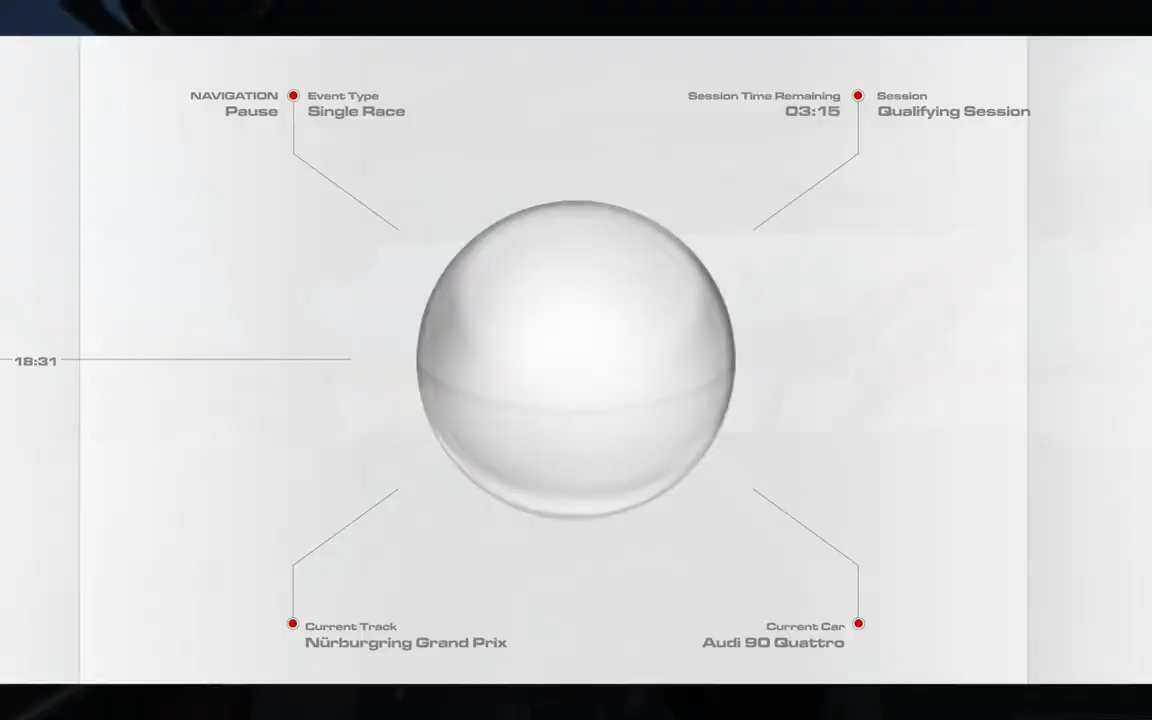 NAVIGATION
Pause
Event Type
Single Race
Session Time Remaining
03:15
Session
Qualifying Session
18:31
Current Track
Nürburgring Grand Prix
Current Car
Audi 90 Quattro